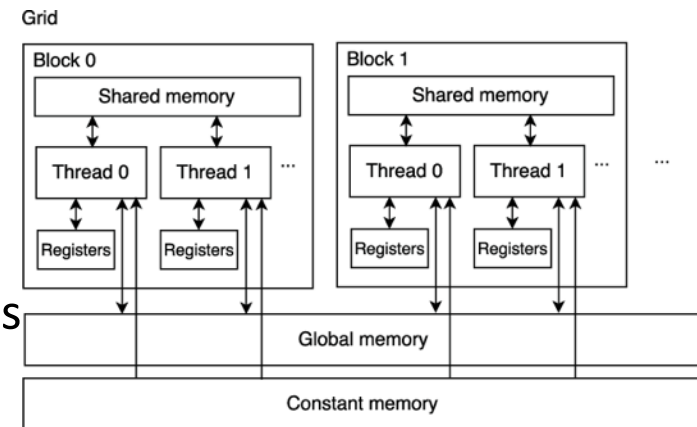 Grid
Block 0
Shared memory
Thread 0
Thread 1
...
Registers
Registers
Block 1
Shared memory
Thread 0
Thread 1
...
Registers
Registers
...
s
Global memory
Constant memory